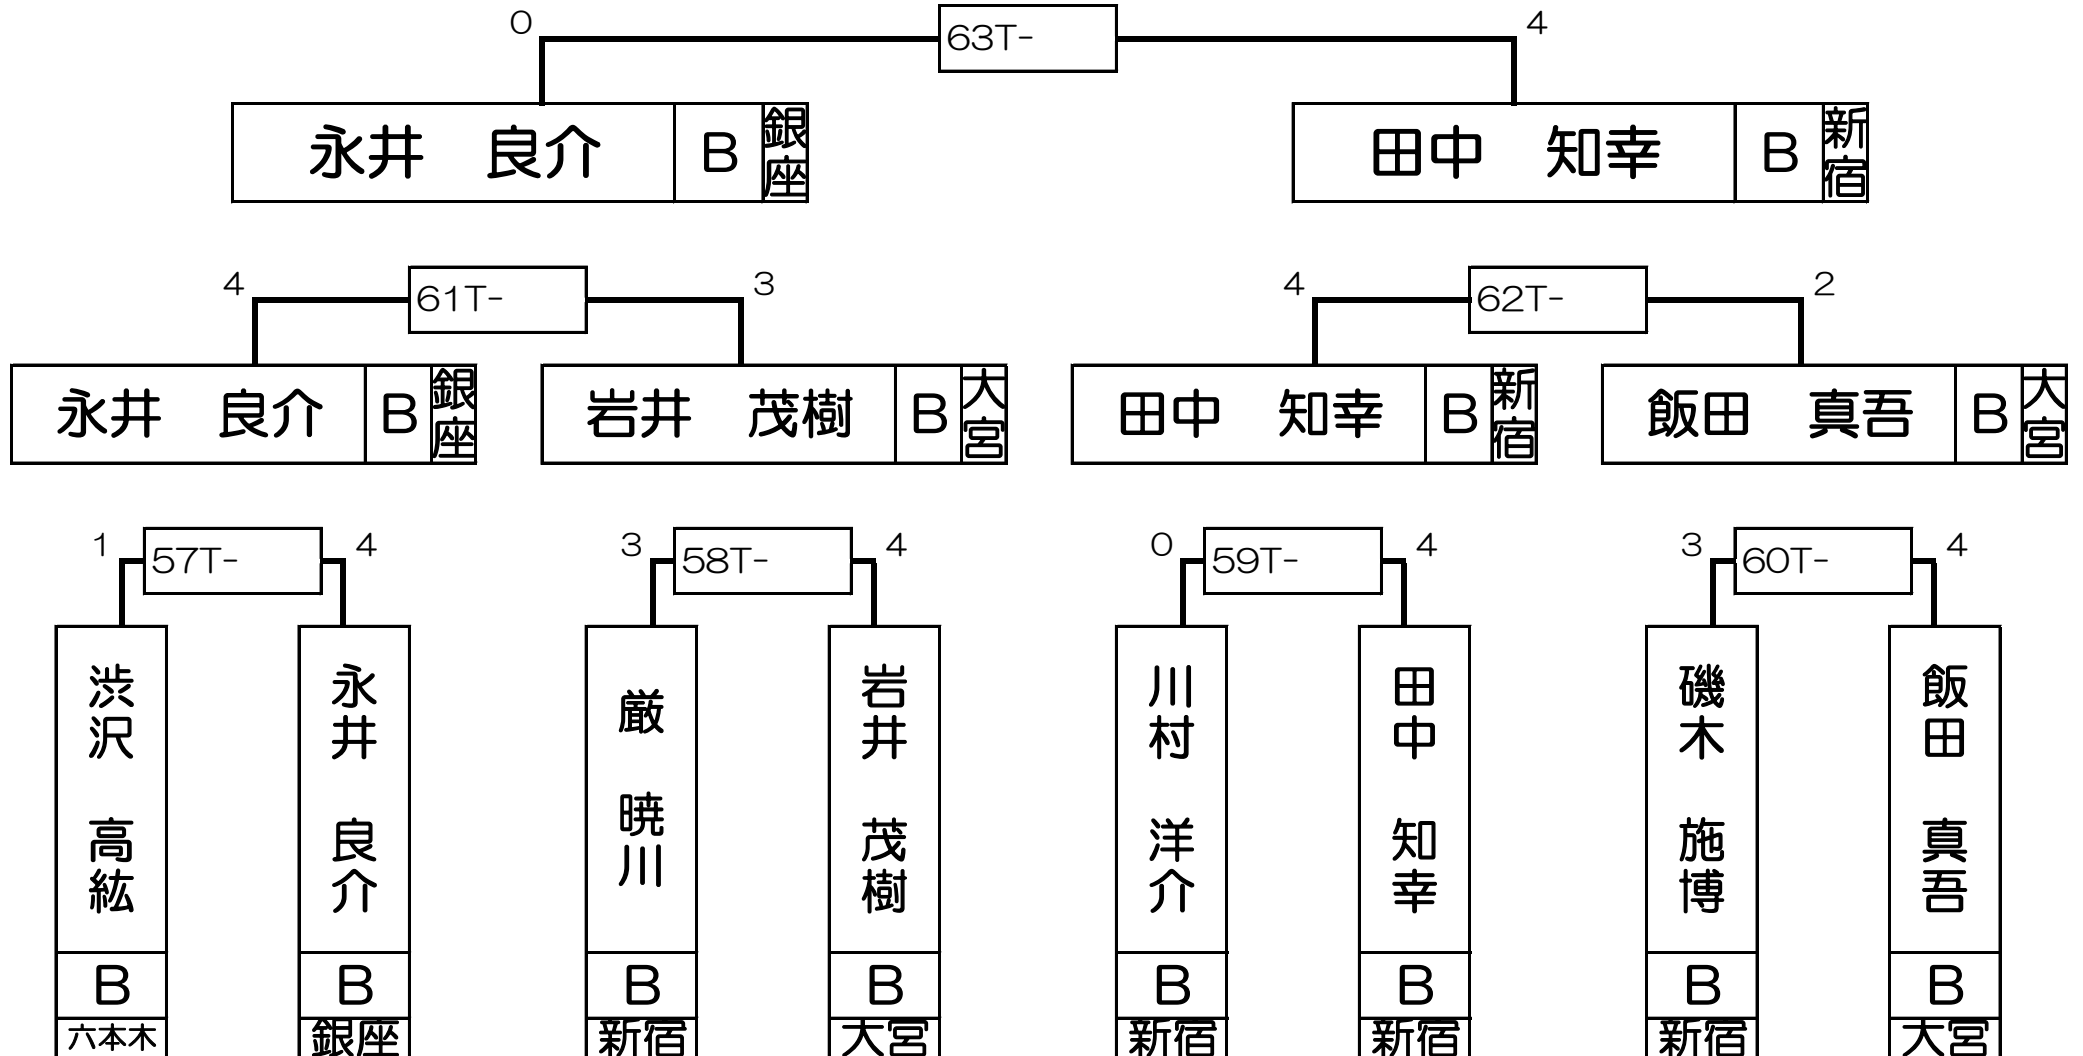 0 63T- 4
永井　良介 B 銀座 田中　知幸 B 新宿
4 61T- 3 4 62T- 2
永井　良介 B 銀座 岩井　茂樹 B 大宮 田中　知幸 B 新宿 飯田　真吾 B 大宮
1 57T- 4 3 58T- 4 0 59T- 4 3 60T- 4
渋沢　高紘
永井　良介
厳　暁川
岩井　茂樹
川村　洋介
田中　知幸
磯木　施博
飯田　真吾
B B B B B B B B
六本木 銀座 新宿 大宮 新宿 新宿 新宿 大宮